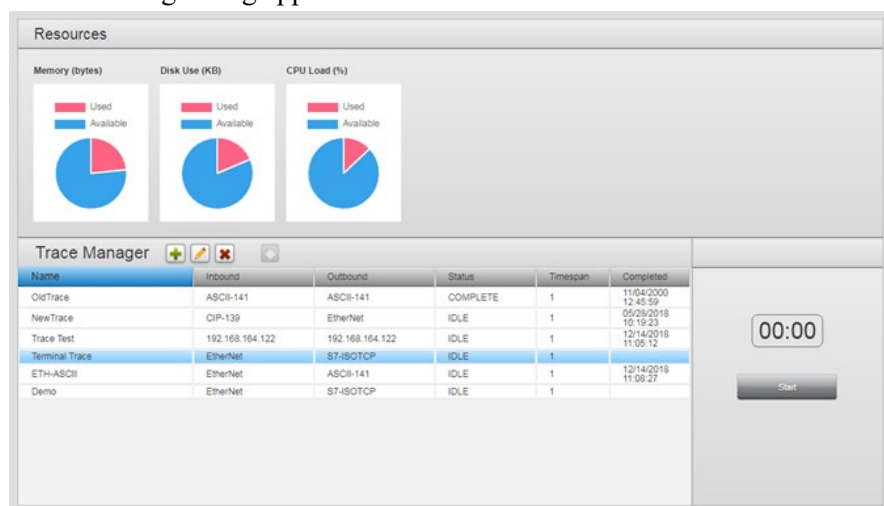 Resources
Memory (bytes) Disk Use (KB) CPU Load (%)
Used Used Used
Available Available Available
Trace Manager
Name Inbound Outbound Status Timespan Completed
OldTrace ASCII-141 ASCII-141 COMPLETE 1 11/04/2000 12:45:59
NewTrace CIP-139 EtherNet IDLE 1 05/28/2018 10:19:23
Trace Test 192.168.164.122 192.168.164.122 IDLE 1 12/14/2018 11:05:12
Terminal Trace EtherNet S7-ISOTCP IDLE 1
ETH-ASCII EtherNet ASCII-141 IDLE 1 12/14/2018 11:08:27
Demo EtherNet S7-ISOTCP IDLE 1
00:00
Start